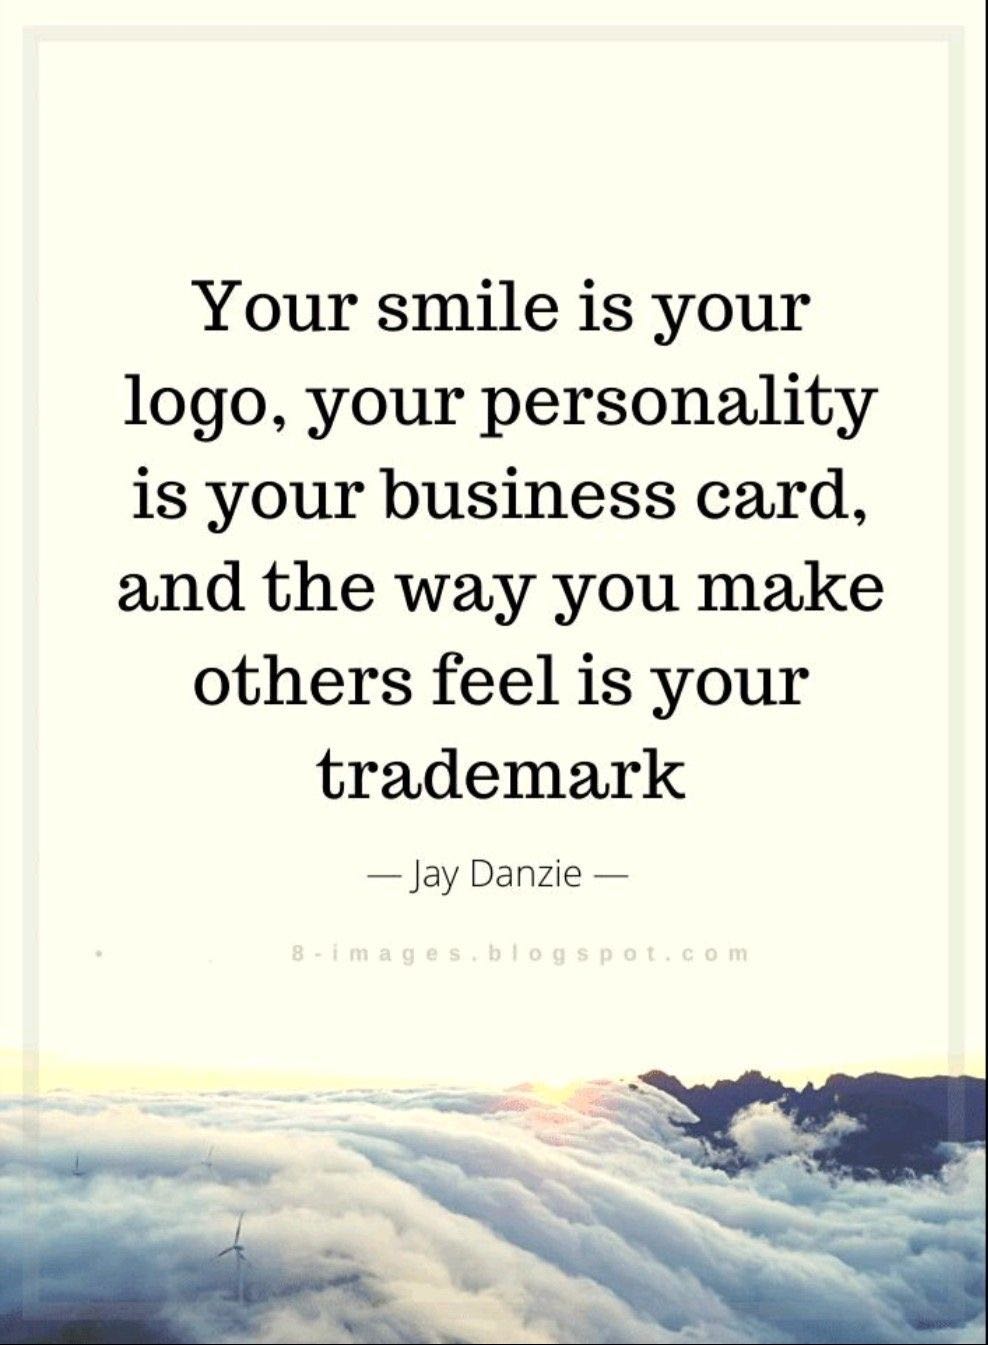 Your smile is your
logo, your personality
is your business card,
and the way you make
others feel is your
trademark
— Jay Danzie —
8-images.blogspot.com